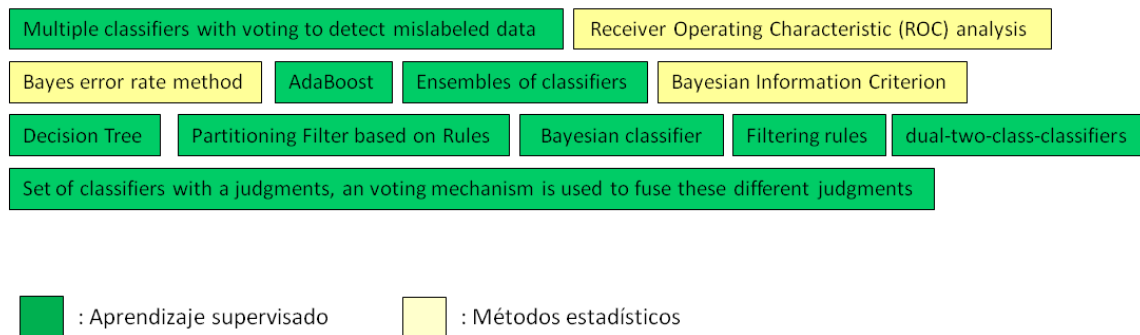 Multiple classifiers with voting to detect mislabeled data Receiver Operating Characteristic (ROC) analysis
Bayes error rate method AdaBoost Ensembles of classifiers Bayesian Information Criterion
Decision Tree Partitioning Filter based on Rules Bayesian classifier Filtering rules dual-two-class-classifiers
Set of classifiers with a judgments, an voting mechanism is used to fuse these different judgments
: Aprendizaje supervisado : Métodos estadísticos